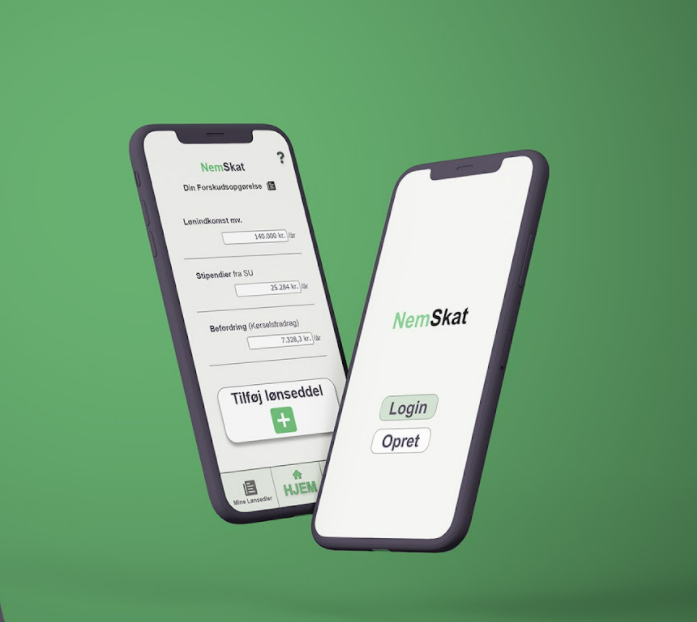 NemSkat
?
Din Forskudsopgørelse
Lønindkomst mv.
140.000 kr. /år
Stipendier fra SU
25.284 kr. /år
Befordring (Kørselsfradrag)
7.328,3 kr. /år
Tilføj lønseddel
+
Mine Lønsedler
HJEM
NemSkat
Login
Opret